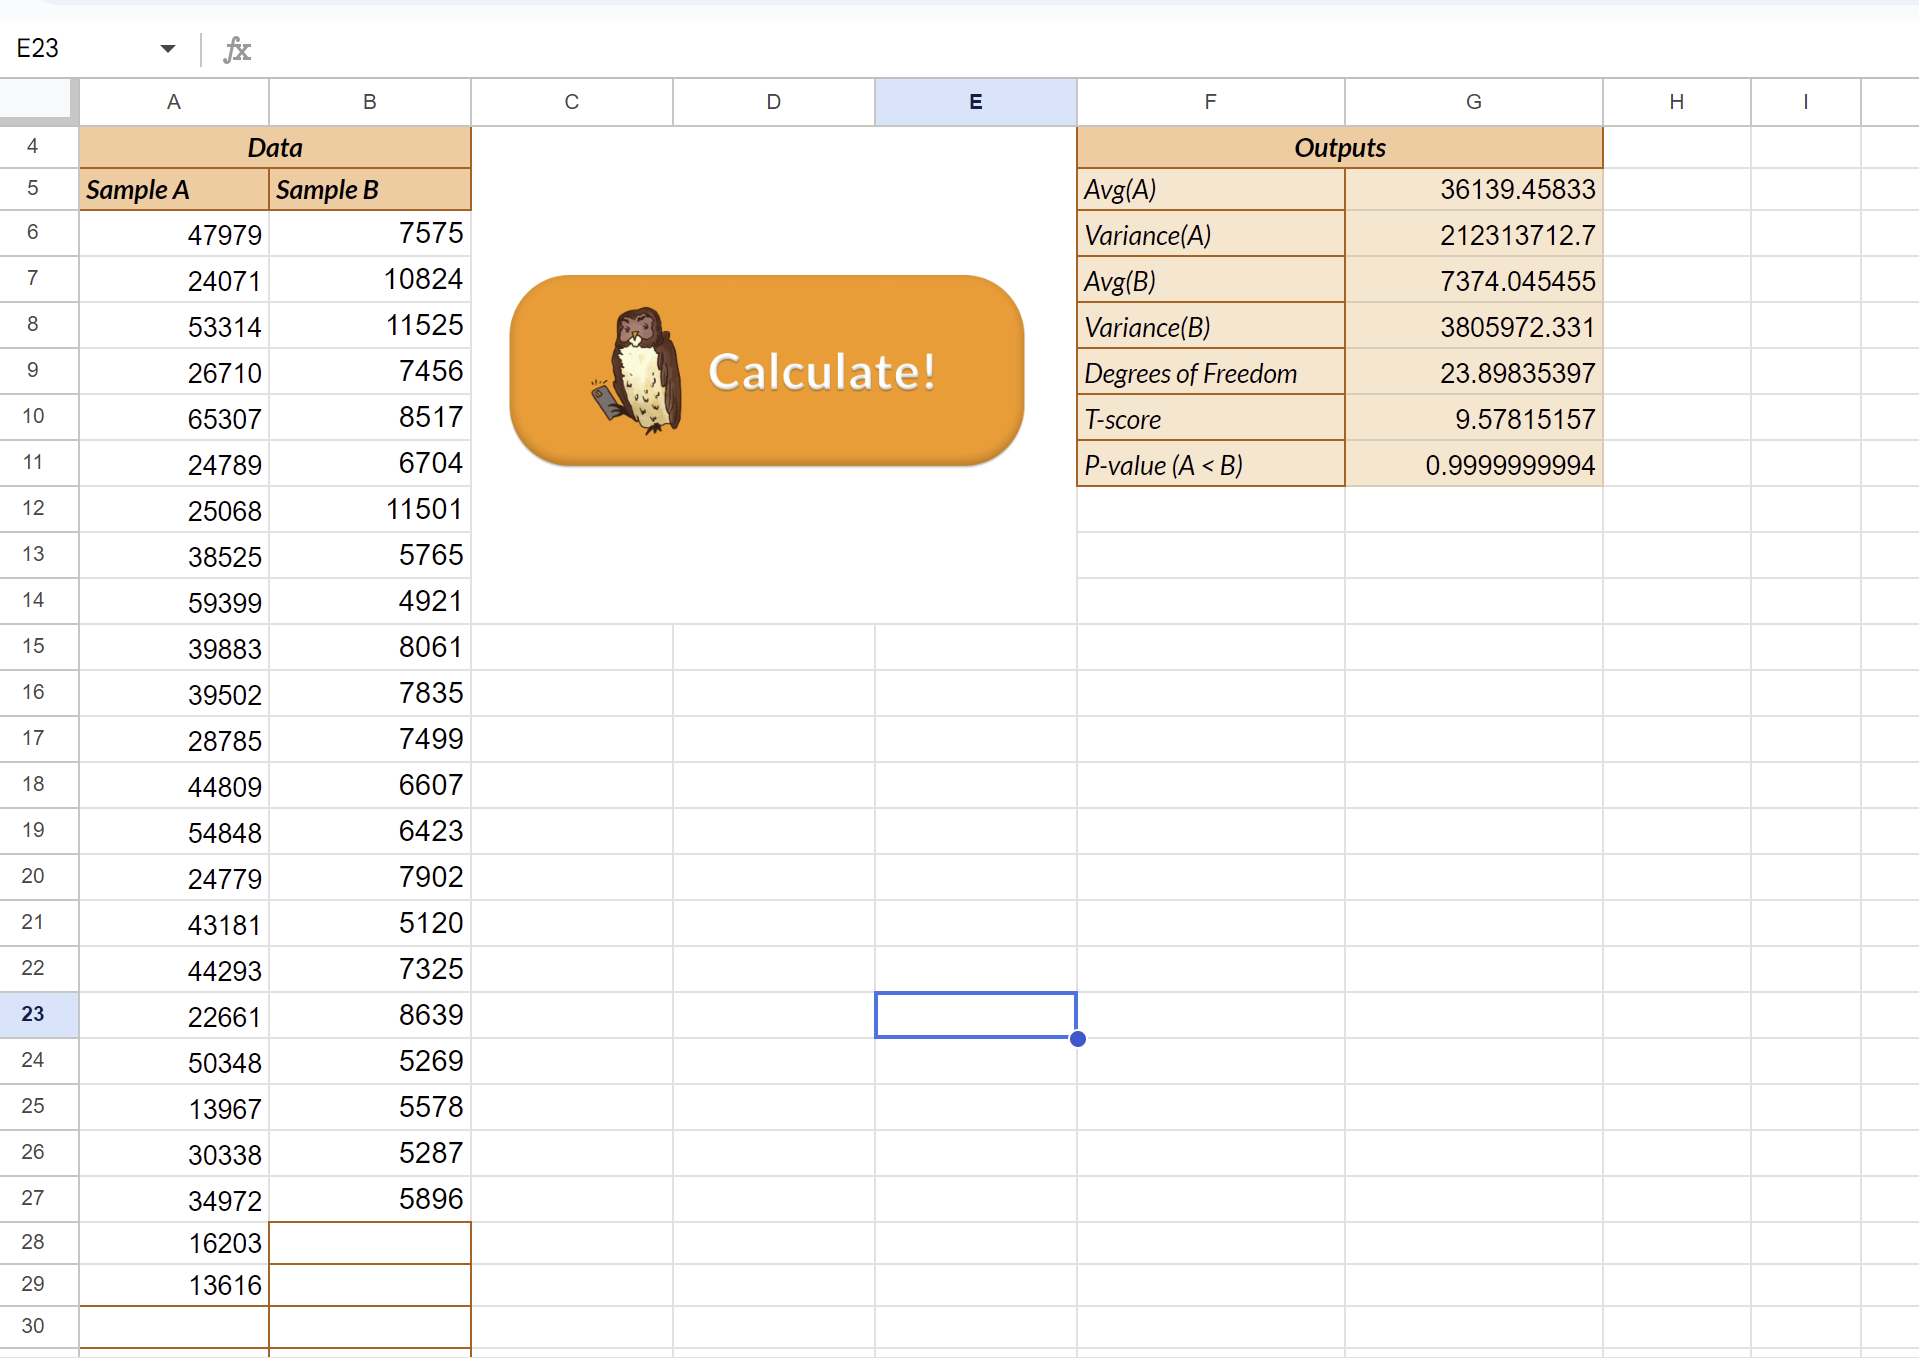 E23 fx
A B C D E F G H I
4 Data Outputs
5 Sample A Sample B Avg(A) 36139.45833
6 47979 7575 Variance(A) 212313712.7
7 24071 10824 Avg(B) 7374.045455
8 53314 11525 Variance(B) 3805972.331
9 26710 7456 Calculate! Degrees of Freedom 23.89835397
10 65307 8517 T-score 9.57815157
11 24789 6704 P-value (A < B) 0.9999999994
12 25068 11501
13 38525 5765
14 59399 4921
15 39883 8061
16 39502 7835
17 28785 7499
18 44809 6607
19 54848 6423
20 24779 7902
21 43181 5120
22 44293 7325
23 22661 8639
24 50348 5269
25 13967 5578
26 30338 5287
27 34972 5896
28 16203
29 13616
30